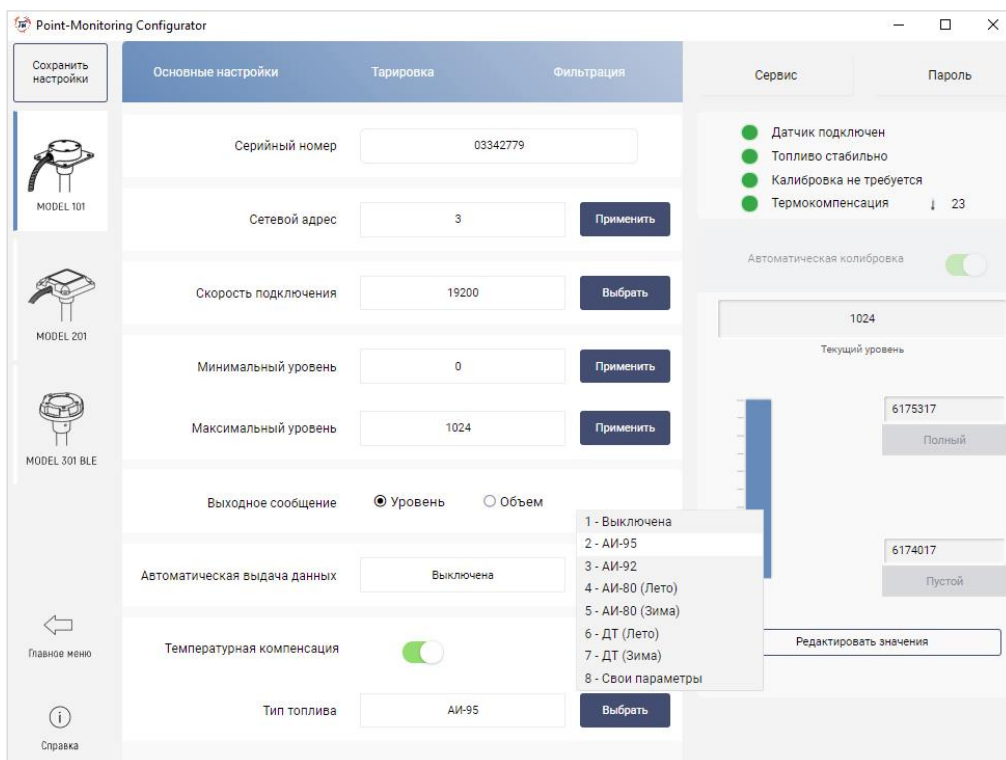 Point-Monitoring Configurator
Сохранить
настройки
Основные настройки
Тарировка
Фильтрация
Сервис
Пароль
MODEL 101
MODEL 201
MODEL 301 BLE
Главное меню
Справка
Серийный номер
03342779
Сетевой адрес
3
Применить
Скорость подключения
19200
Выбрать
Минимальный уровень
0
Применить
Максимальный уровень
1024
Применить
Выходное сообщение
Уровень
Объем
Автоматическая выдача данных
Выключена
Температурная компенсация
Тип топлива
АИ-95
Выбрать
1 - Выключена
2 - АИ-95
3 - АИ-92
4 - АИ-80 (Лето)
5 - АИ-80 (Зима)
6 - ДТ (Лето)
7 - ДТ (Зима)
8 - Свои параметры
Датчик подключен
Топливо стабильно
Калибровка не требуется
Термокомпенсация 23
Автоматическая колибровка
1024
Текущий уровень
6175317
Полный
6174017
Пустой
Редактировать значения